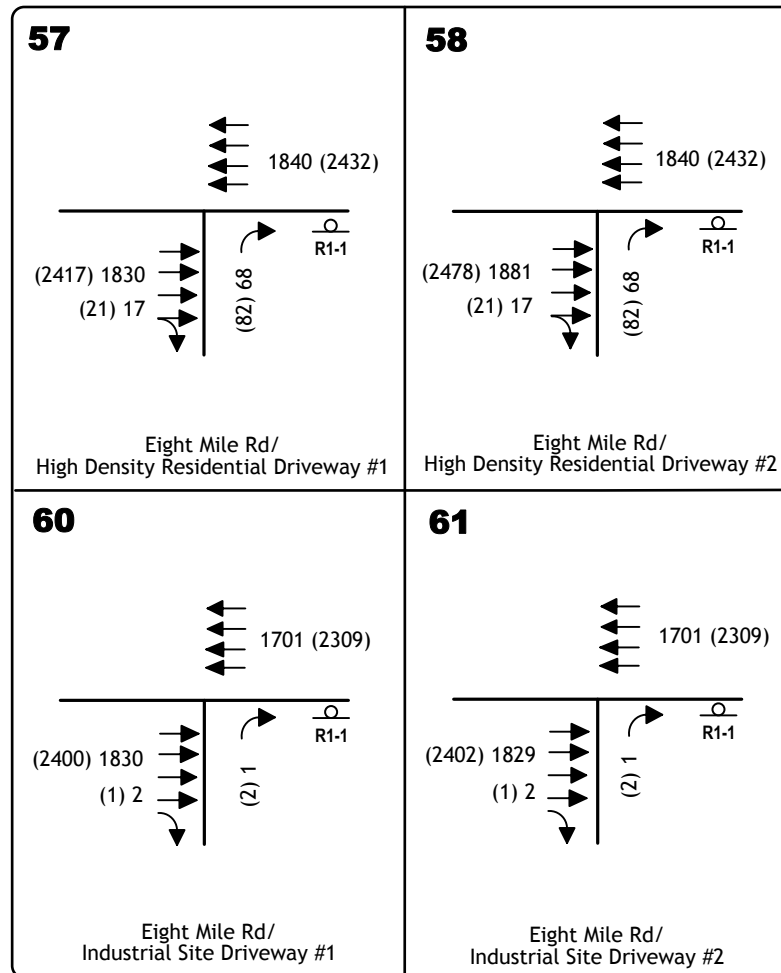 57
1840 (2432)
R1-1
(2417) 1830
(21) 17
(82) 68
Eight Mile Rd/
High Density Residential Driveway #1
58
1840 (2432)
R1-1
(2478) 1881
(21) 17
(82) 68
Eight Mile Rd/
High Density Residential Driveway #2
60
1701 (2309)
R1-1
(2400) 1830
(1) 2
(2) 1
Eight Mile Rd/
Industrial Site Driveway #1
61
1701 (2309)
R1-1
(2402) 1829
(1) 2
(2) 1
Eight Mile Rd/
Industrial Site Driveway #2